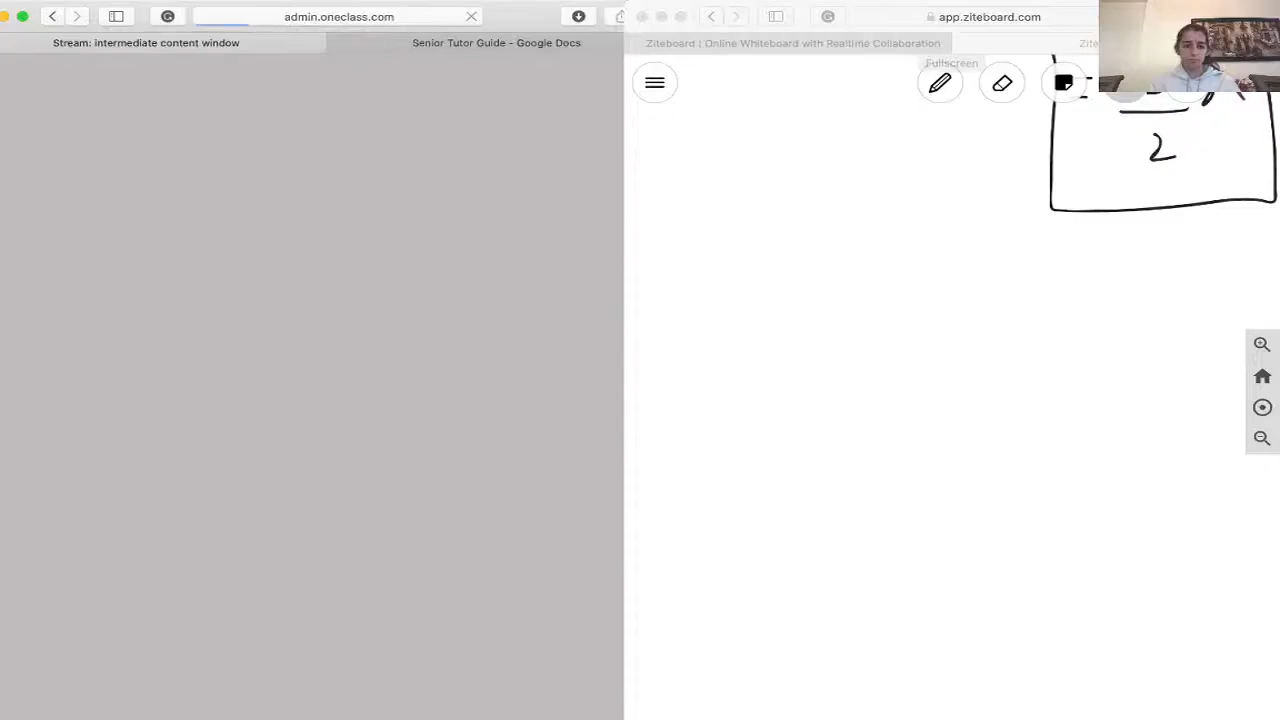 admin.oneclass.com
app.ziteboard.com
Stream: intermediate content window
Senior Tutor Guide - Google Docs
Ziteboard | Online Whiteboard with Realtime Collaboration
Zite
Fullscreen
2